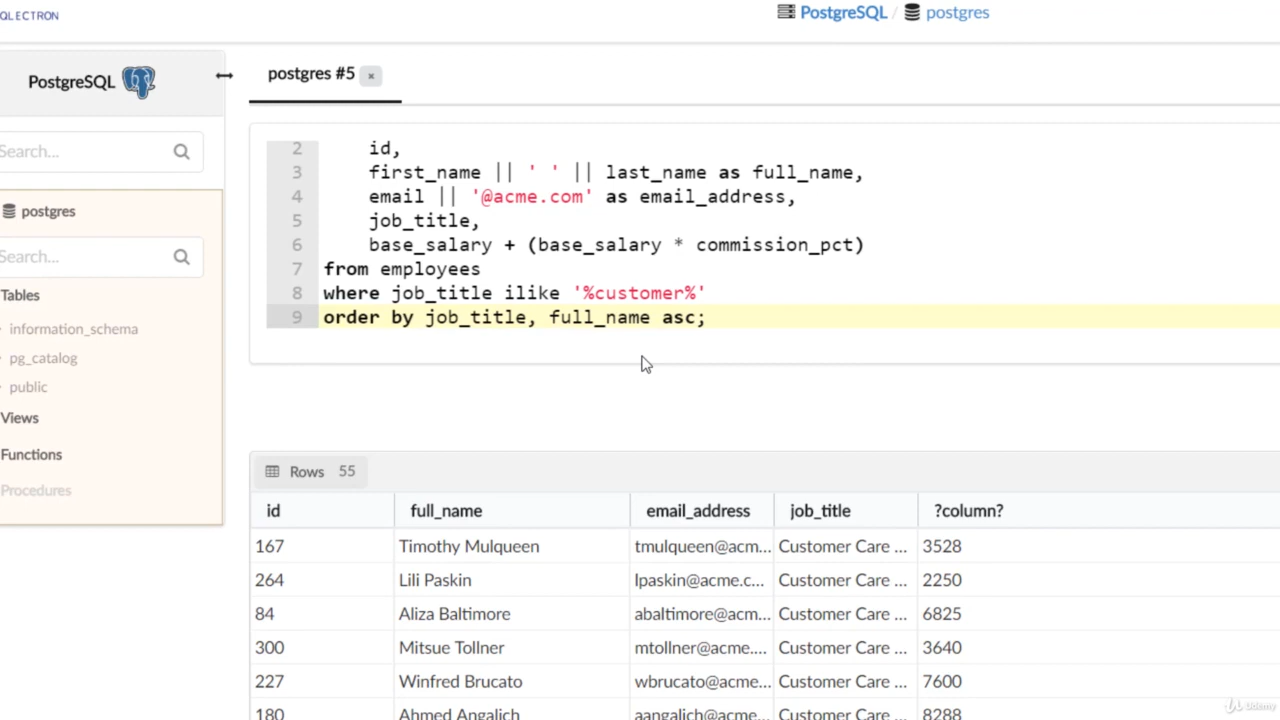 QLECTRON
PostgreSQL / postgres
PostgreSQL
postgres #5 ×
Search...
postgres
Search...
Tables
information_schema
pg_catalog
public
Views
Functions
Procedures
2 id,
3 first_name || ' ' || last_name as full_name,
4 email || '@acme.com' as email_address,
5 job_title,
6 base_salary + (base_salary * commission_pct)
7 from employees
8 where job_title ilike '%customer%'
9 order by job_title, full_name asc;
Rows 55
id full_name email_address job_title ?column?
167 Timothy Mulqueen tmulqueen@acm... Customer Care ... 3528
264 Lili Paskin lpaskin@acme.c... Customer Care ... 2250
84 Aliza Baltimore abaltimore@acm... Customer Care ... 6825
300 Mitsue Tollner mtollner@acme.... Customer Care ... 3640
227 Winfred Brucato wbrucato@acme... Customer Care ... 7600
180 Ahmed Angalich aangalich@acme... Customer Care ... 8288
Udemy